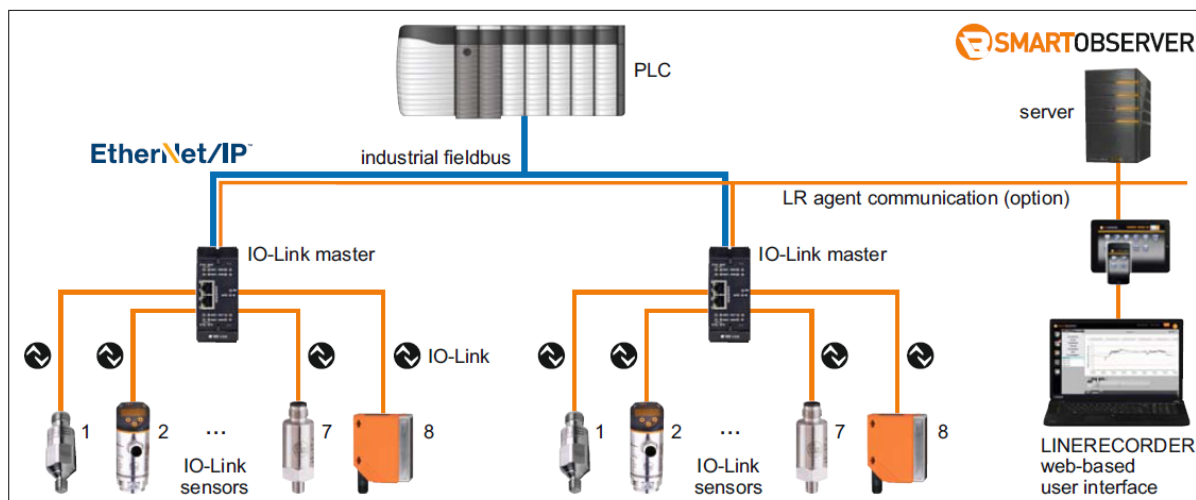 SMARTOBSERVER
PLC
server
EtherNet/IP™
industrial fieldbus
LR agent communication (option)
IO-Link master
IO-Link master
IO-Link
1
2
...
7
8
1
2
...
7
8
IO-Link
sensors
IO-Link
sensors
LINERECORDER
web-based
user interface